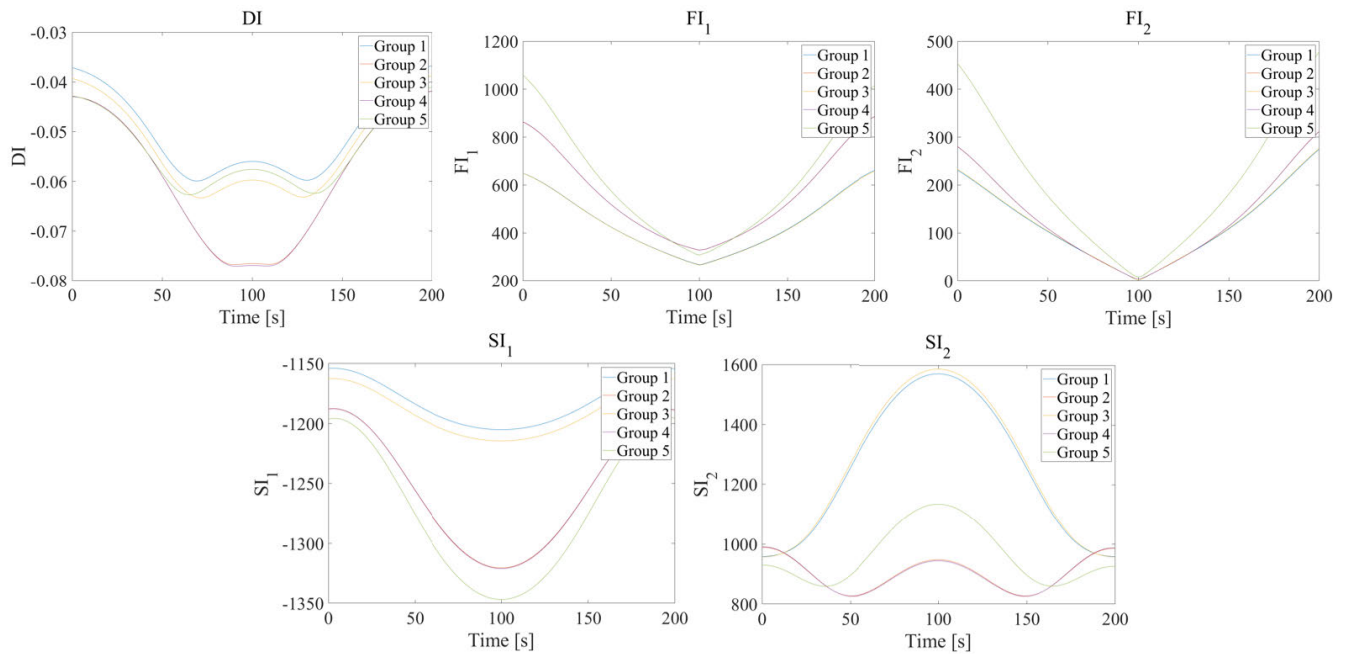 DI
-0.03
-0.04
-0.05
-0.06
-0.07
-0.08
DI
0
50
100
150
200
Time [s]
Group 1
Group 2
Group 3
Group 4
Group 5
FI1
1200
1000
800
600
400
200
FI1
0
50
100
150
200
Time [s]
Group 1
Group 2
Group 3
Group 4
Group 5
FI2
500
400
300
200
100
0
FI2
0
50
100
150
200
Time [s]
Group 1
Group 2
Group 3
Group 4
Group 5
SI1
-1150
-1200
-1250
-1300
-1350
SI1
0
50
100
150
200
Time [s]
Group 1
Group 2
Group 3
Group 4
Group 5
SI2
1600
1400
1200
1000
800
SI2
0
50
100
150
200
Time [s]
Group 1
Group 2
Group 3
Group 4
Group 5